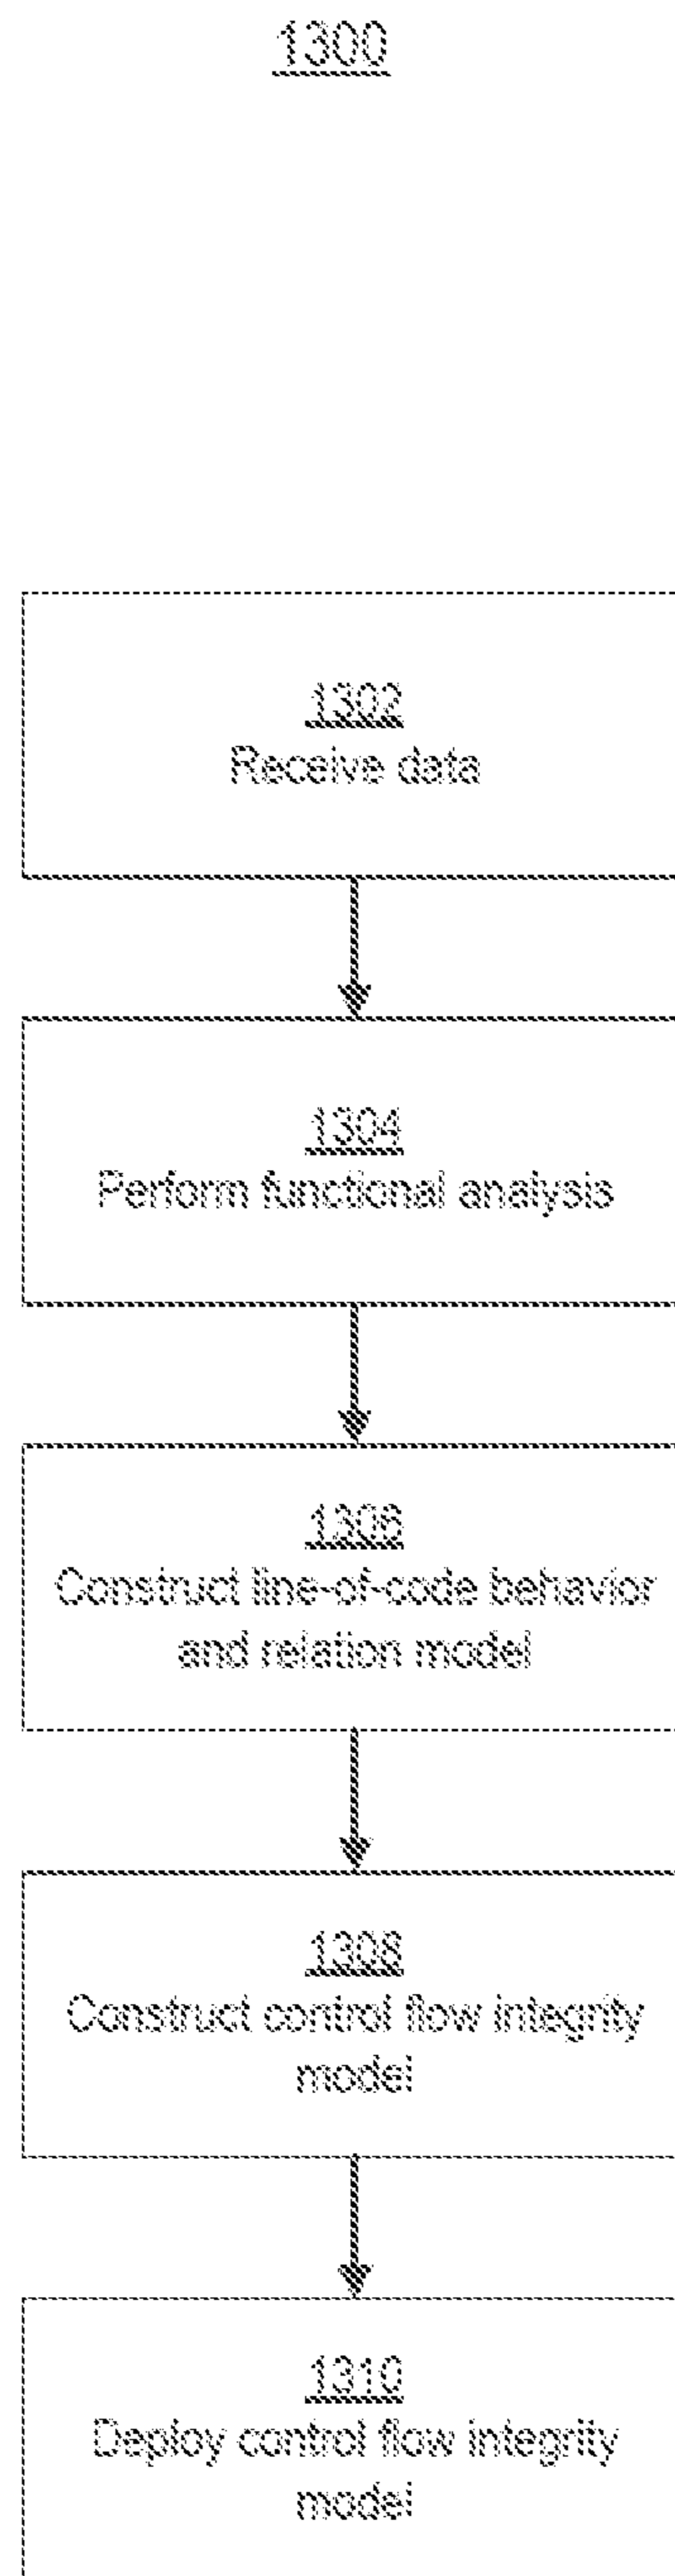 1300
1302
Receive data
1304
Perform functional analysis
1306
Construct line-of-code behavior
and relation model
1308
Construct control flow integrity
model
1310
Deploy control flow integrity
model